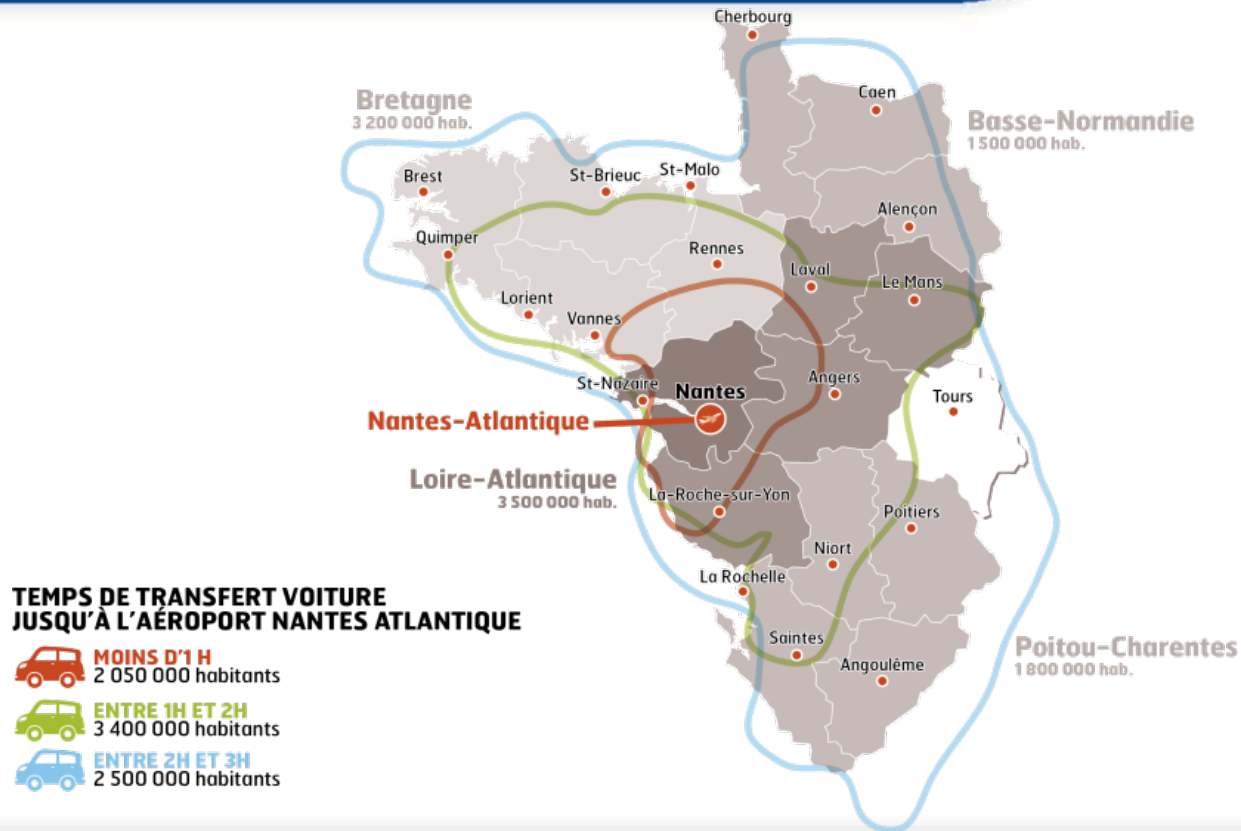 Cherbourg
Bretagne
3 200 000 hab.
Caen
Basse-Normandie
1 500 000 hab.
Brest
St-Brieuc
St-Malo
Alençon
Quimper
Rennes
Laval
Le Mans
Lorient
Vannes
St-Nazaire
Nantes
Angers
Tours
Nantes-Atlantique
Loire-Atlantique
3 500 000 hab.
La-Roche-sur-Yon
Poitiers
Niort
La Rochelle
Saintes
Angoulême
Poitou-Charentes
1 800 000 hab.
TEMPS DE TRANSFERT VOITURE
JUSQU'À L'AÉROPORT NANTES ATLANTIQUE
MOINS D'1 H
2 050 000 habitants
ENTRE 1H ET 2H
3 400 000 habitants
ENTRE 2H ET 3H
2 500 000 habitants